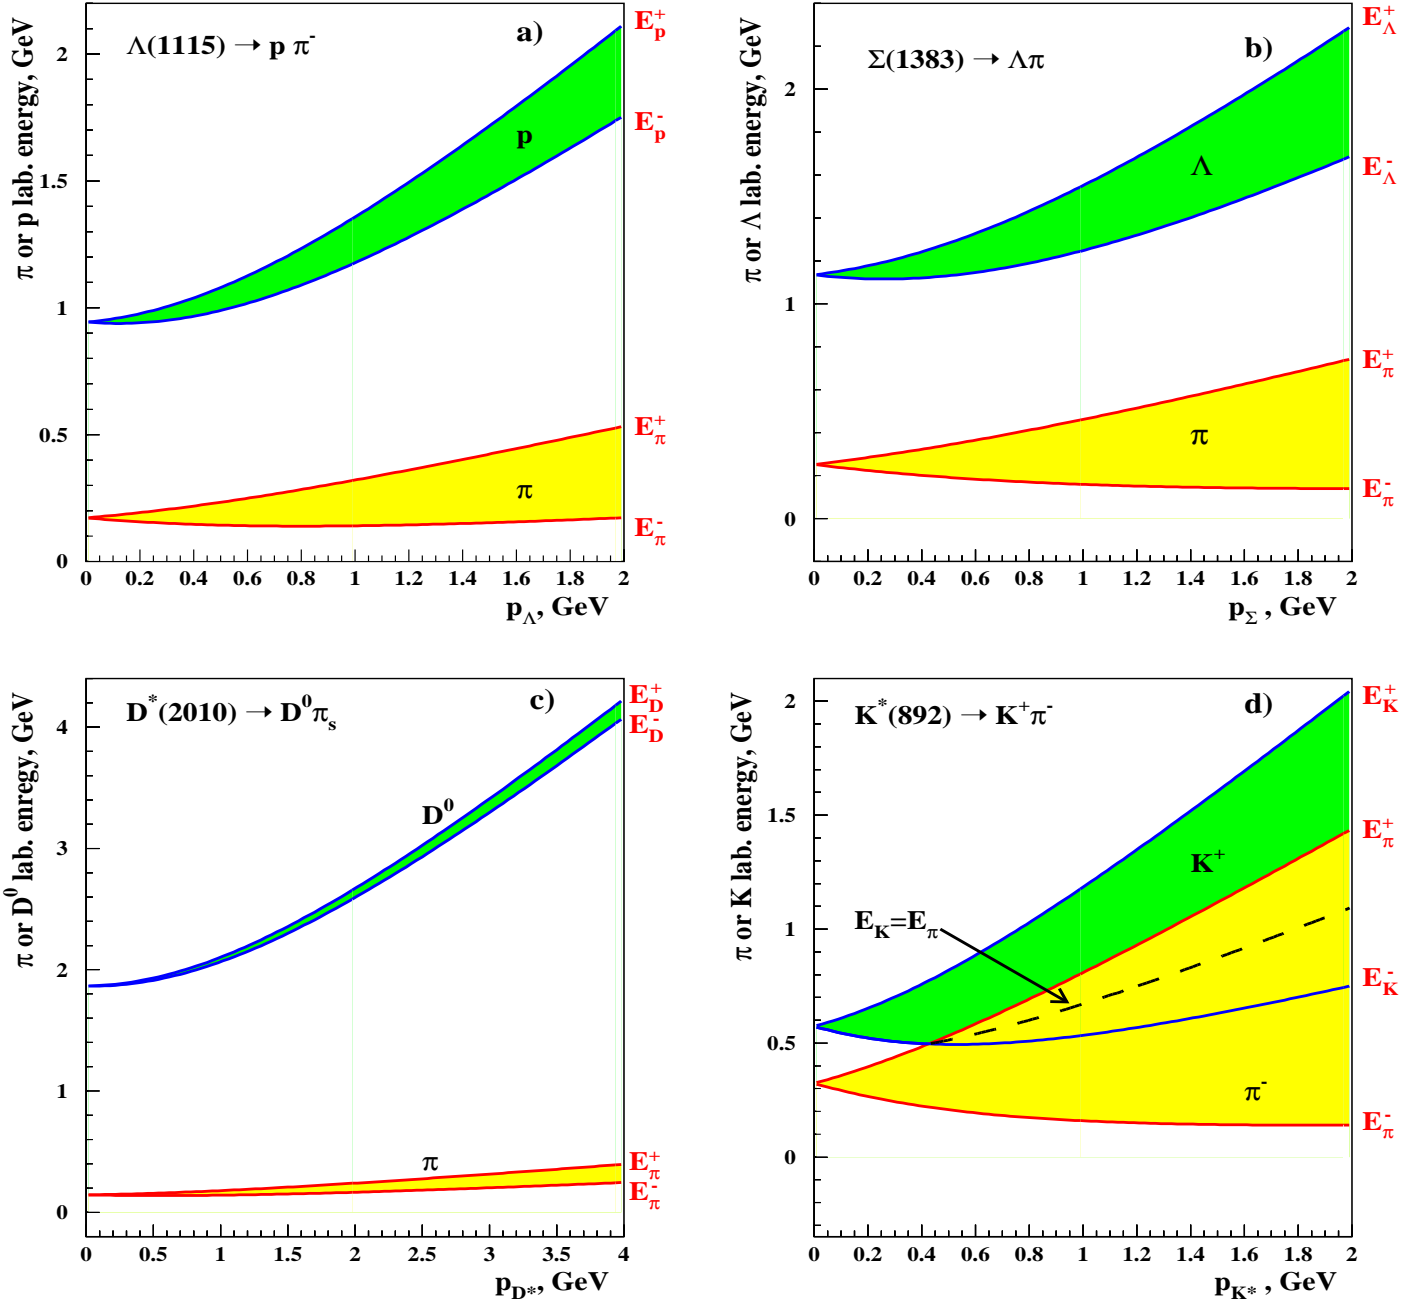 π or p lab. energy, GeV
Λ(1115) → p π⁻
a)
2
1.5
1
0.5
0
p
π
E⁺p
E⁻p
E⁺π
E⁻π
0 0.2 0.4 0.6 0.8 1 1.2 1.4 1.6 1.8 2
pΛ, GeV
π or Λ lab. energy, GeV
Σ(1383) → Λπ
b)
2
1
0
Λ
π
E⁺Λ
E⁻Λ
E⁺π
E⁻π
0 0.2 0.4 0.6 0.8 1 1.2 1.4 1.6 1.8 2
pΣ , GeV
π or D⁰ lab. enregy, GeV
D*(2010) → D⁰πs
c)
4
3
2
1
0
D⁰
π
E⁺D
E⁻D
E⁺π
E⁻π
0 0.5 1 1.5 2 2.5 3 3.5 4
pD*, GeV
π or K lab. energy, GeV
K*(892) → K⁺π⁻
d)
2
1.5
1
0.5
0
K⁺
EK=Eπ
π⁻
E⁺K
E⁺π
E⁻K
E⁻π
0 0.2 0.4 0.6 0.8 1 1.2 1.4 1.6 1.8 2
pK* , GeV